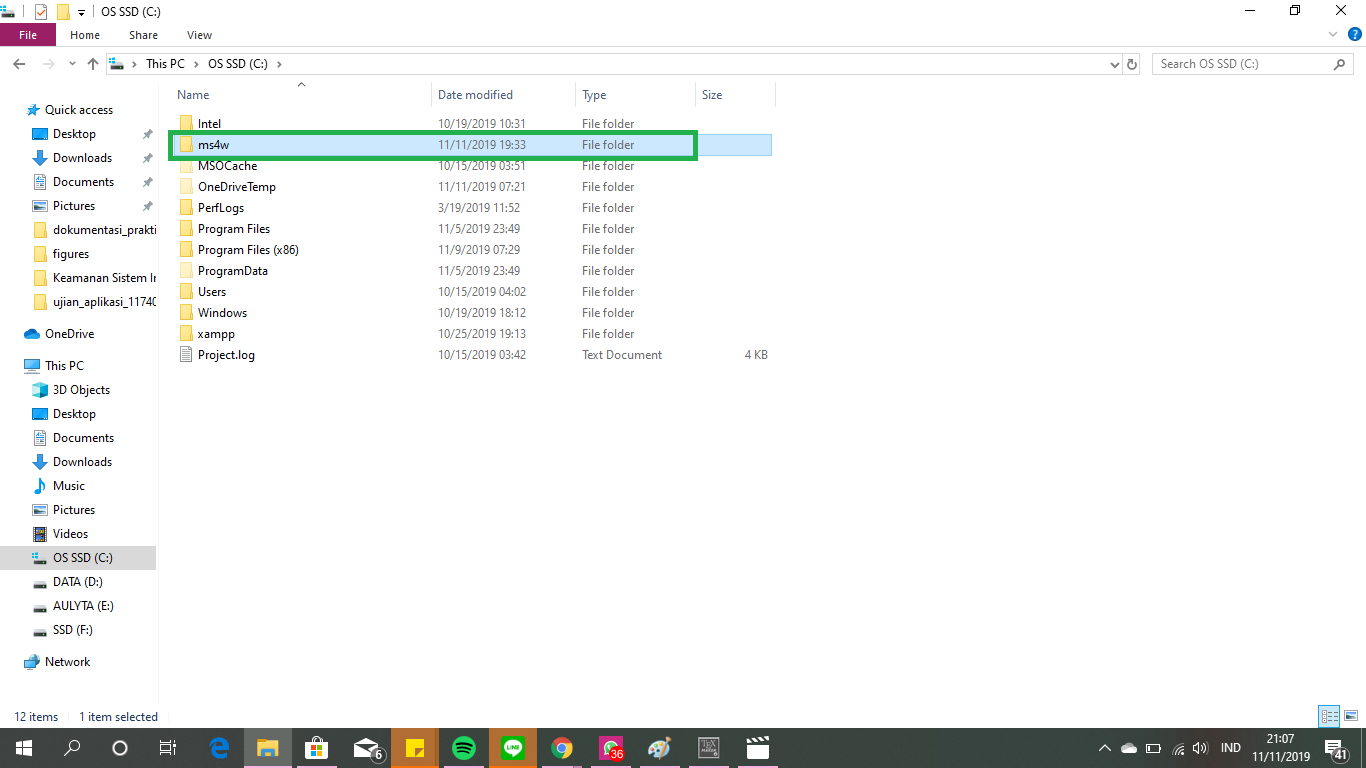 OS SSD (C:)
File Home Share View
This PC OS SSD (C:)
Search OS SSD (C:)
Name Date modified Type Size
Intel 10/19/2019 10:31 File folder
ms4w 11/11/2019 19:33 File folder
MSOCache 10/15/2019 03:51 File folder
OneDriveTemp 11/11/2019 07:21 File folder
PerfLogs 3/19/2019 11:52 File folder
Program Files 11/5/2019 23:49 File folder
Program Files (x86) 11/9/2019 07:29 File folder
ProgramData 11/5/2019 23:49 File folder
Users 10/15/2019 04:02 File folder
Windows 10/19/2019 18:12 File folder
xampp 10/25/2019 19:13 File folder
Project.log 10/15/2019 03:42 Text Document 4 KB
Quick access
Desktop
Downloads
Documents
Pictures
dokumentasi_prakti
figures
Keamanan Sistem In
ujian_aplikasi_11740
OneDrive
This PC
3D Objects
Desktop
Documents
Downloads
Music
Pictures
Videos
OS SSD (C:)
DATA (D:)
AULYTA (E:)
SSD (F:)
Network
12 items 1 item selected
6
36
TEX
MAKER
IND
21:07
11/11/2019
41